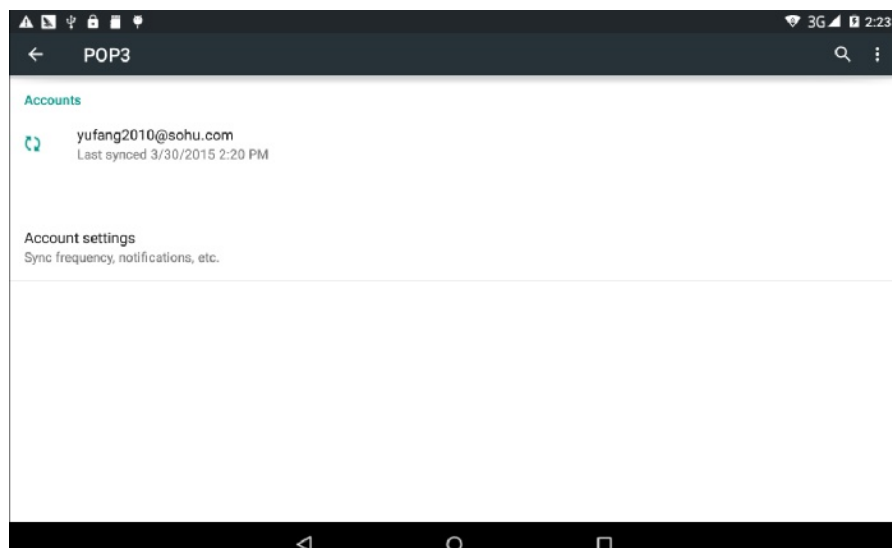 3G 2:23
POP3
Accounts
yufang2010@sohu.com
Last synced 3/30/2015 2:20 PM
Account settings
Sync frequency, notifications, etc.